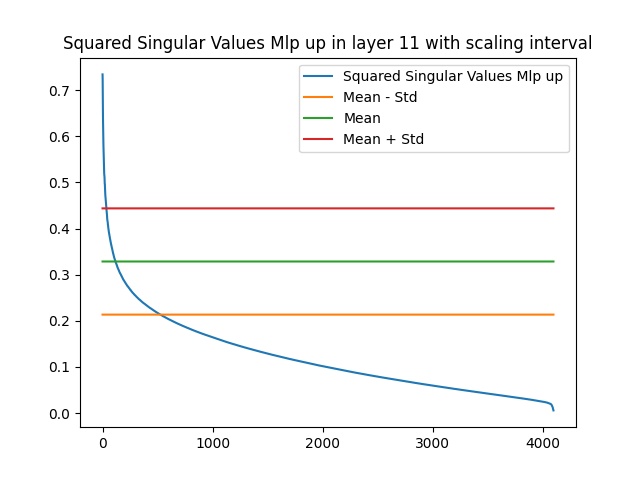 Squared Singular Values Mlp up in layer 11 with scaling interval
Squared Singular Values Mlp up
Mean - Std
Mean
Mean + Std
0.7
0.6
0.5
0.4
0.3
0.2
0.1
0.0
0 1000 2000 3000 4000